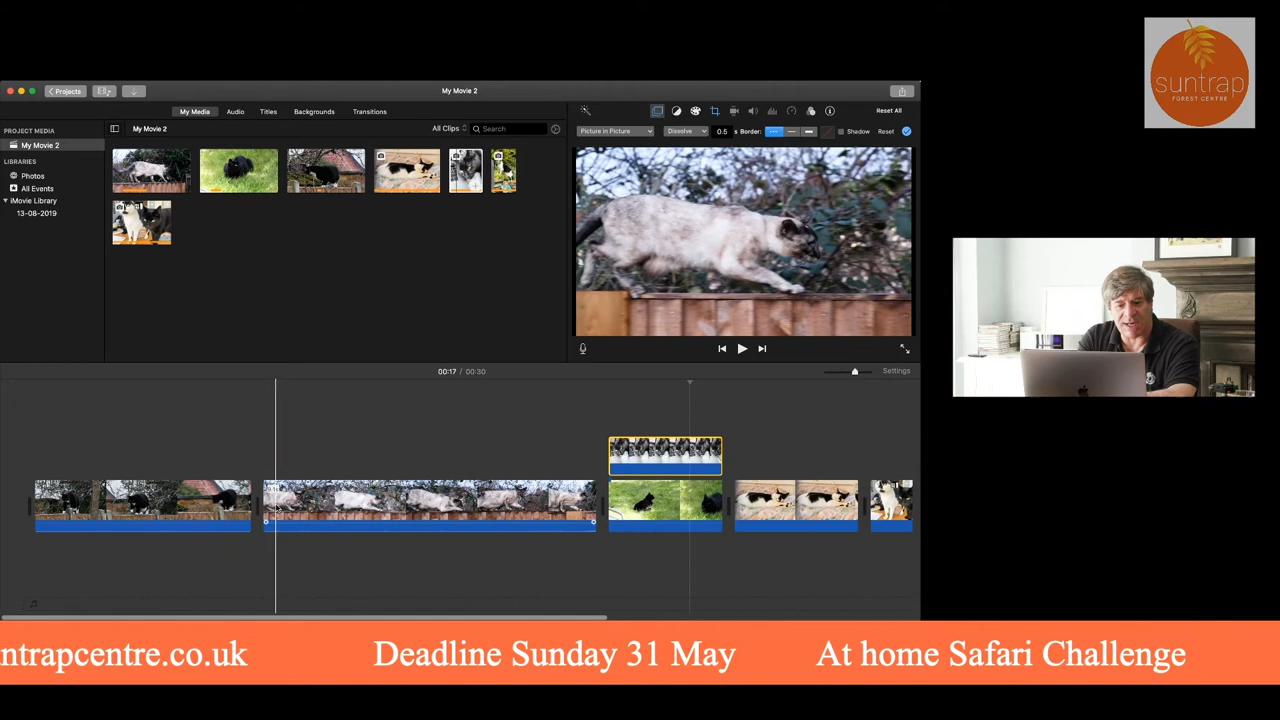 suntrap
FOREST CENTRE
Projects
My Movie 2
My Media
Audio
Titles
Backgrounds
Transitions
Reset All
PROJECT MEDIA
My Movie 2
All Clips
Search
Picture in Picture
Dissolve
0.5
s
Border:
Shadow
Reset
My Movie 2
LIBRARIES
Photos
All Events
iMovie Library
13-08-2019
00:17 / 00:30
Settings
ntrapcentre.co.uk
Deadline Sunday 31 May
At home Safari Challenge